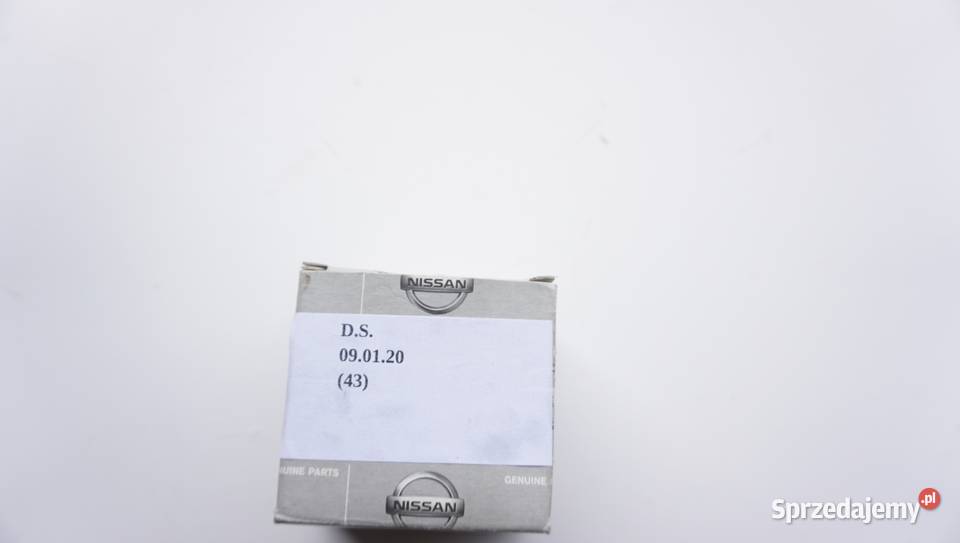 NISSAN
D.S.
09.01.20
(43)
UINE PARTS
GENUINE
NISSAN
Sprzedajemy.pl